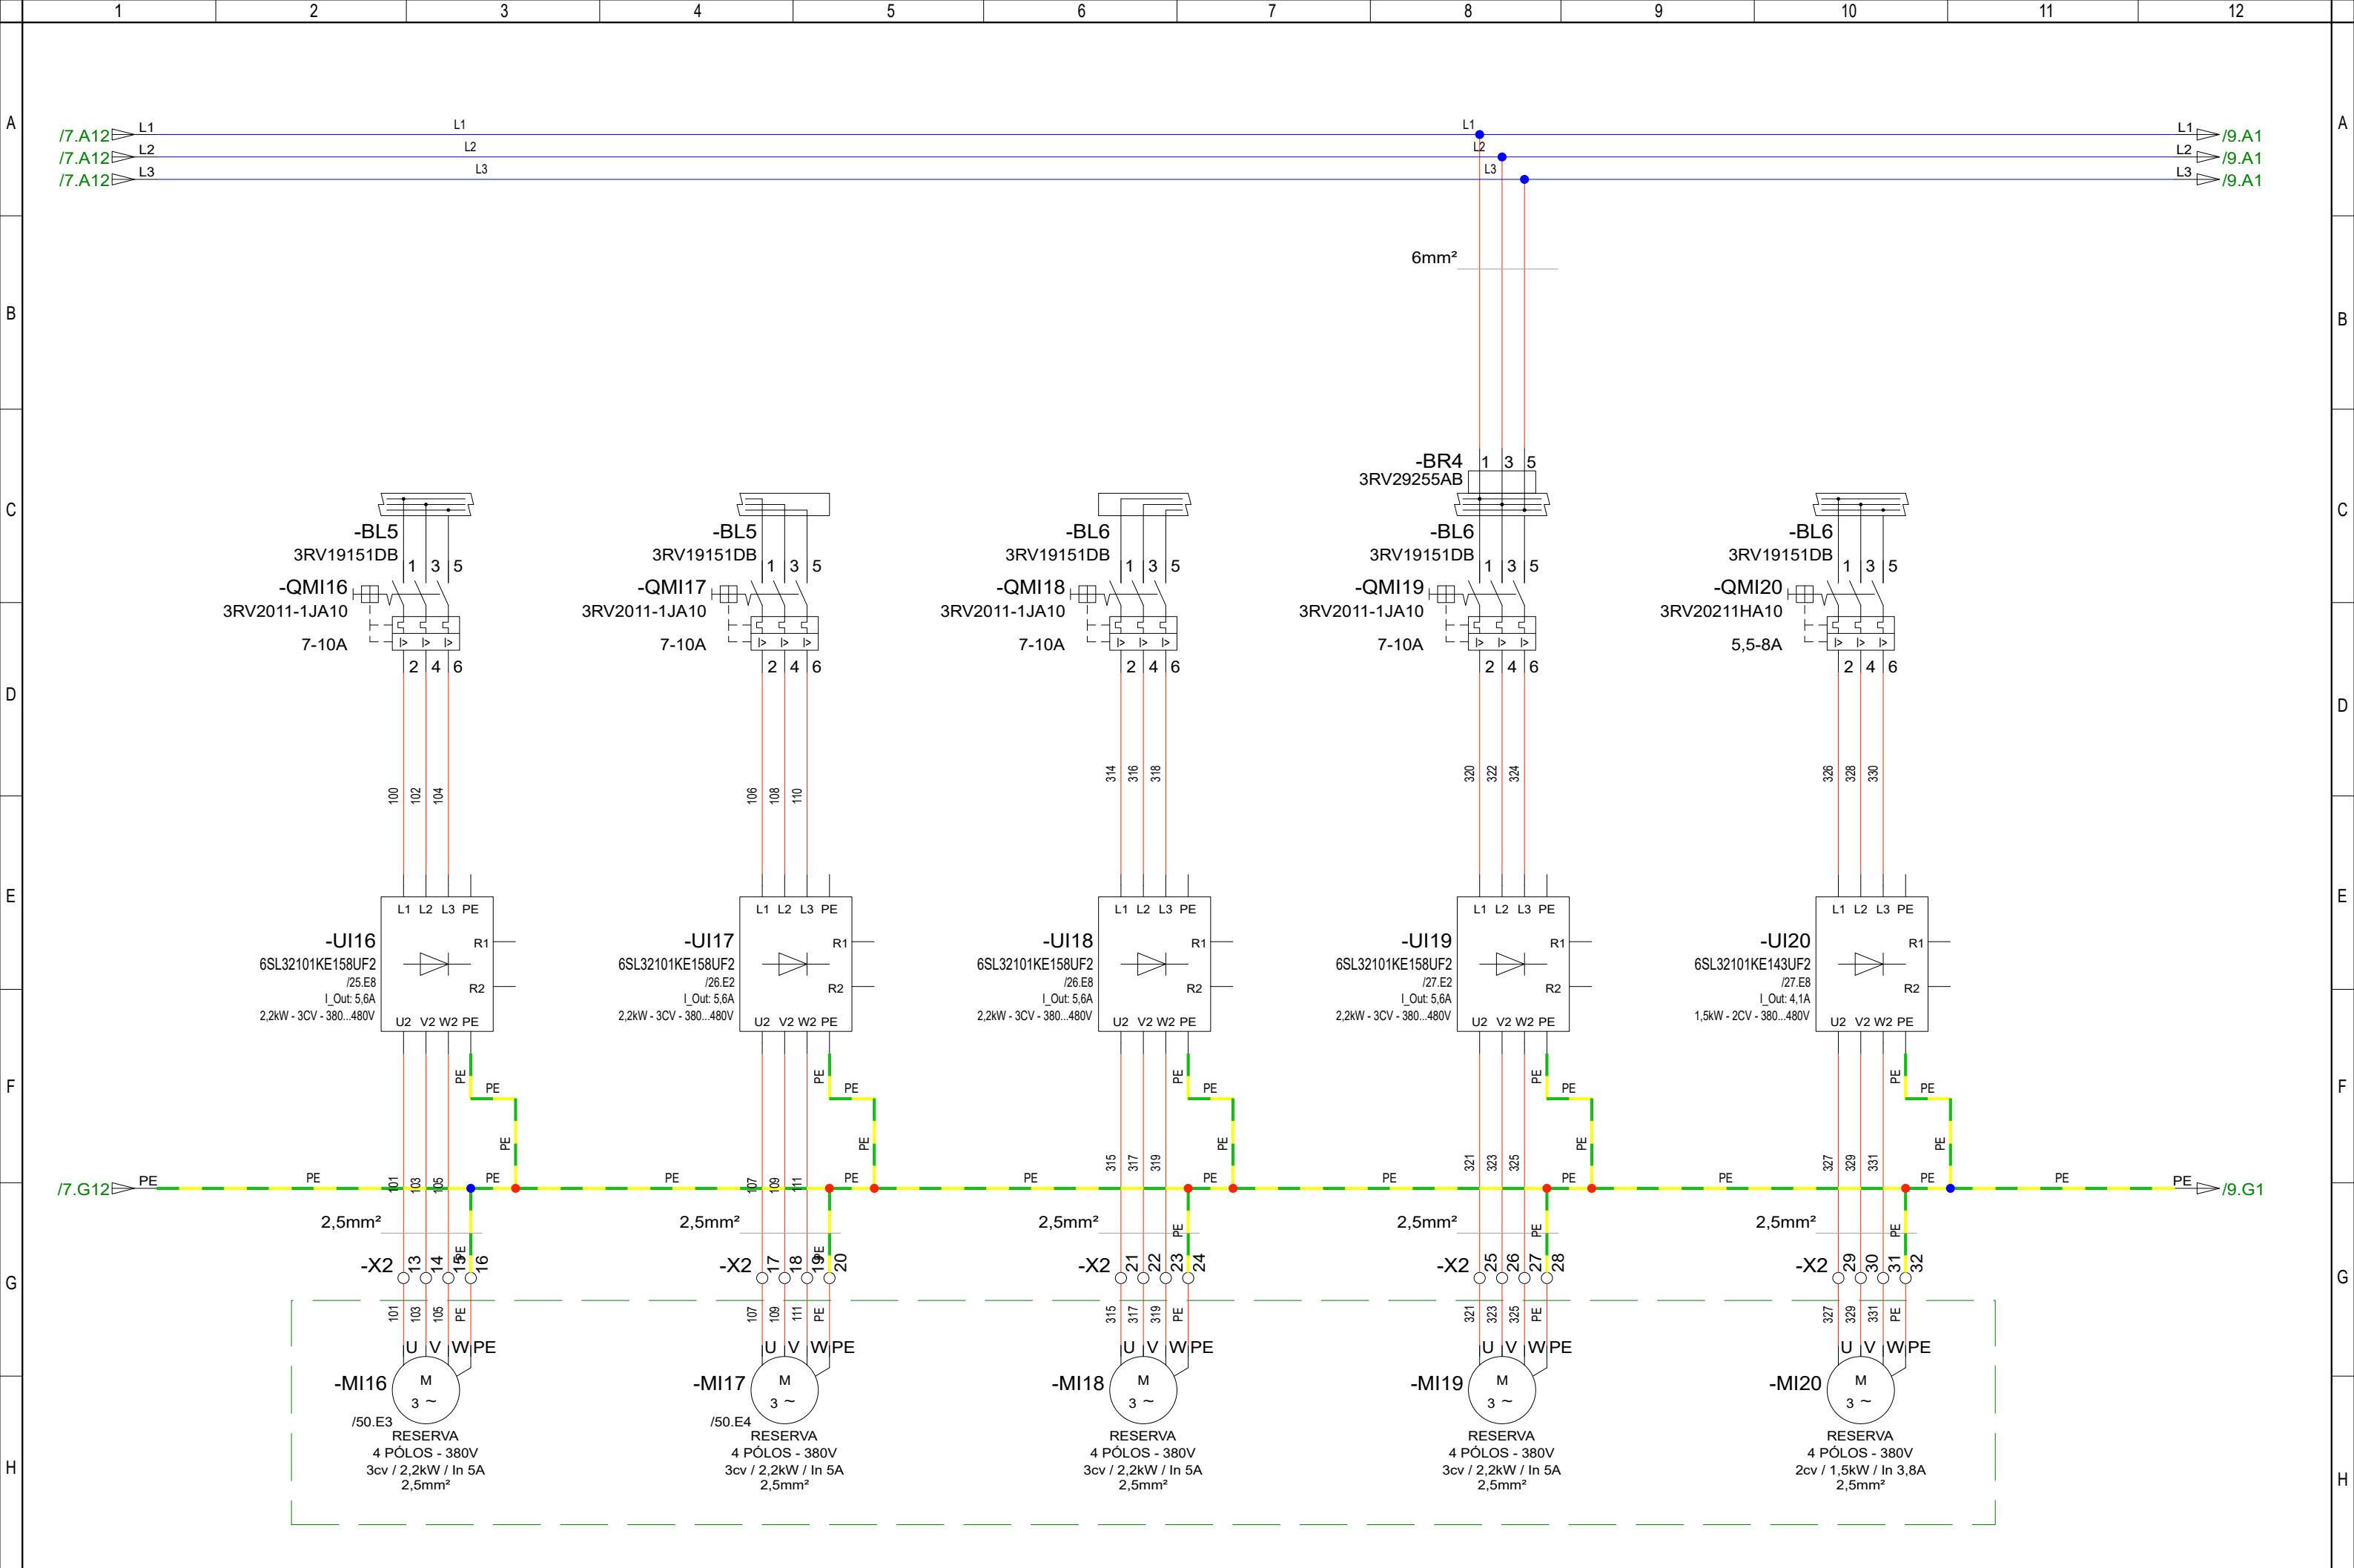 1 2 3 4 5 6 7 8 9 10 11 12
A A
/7.A12 L1 L1 L1 L1 /9.A1
/7.A12 L2 L2 L2 L2 /9.A1
/7.A12 L3 L3 L3 L3 /9.A1
6mm²
B B
-BR4 1 3 5
3RV29255AB
C C
-BL5 -BL5 -BL6 -BL6 -BL6
3RV19151DB 3RV19151DB 3RV19151DB 3RV19151DB 3RV19151DB
1 3 5 1 3 5 1 3 5 1 3 5 1 3 5
-QMI16 -QMI17 -QMI18 -QMI19 -QMI20
3RV2011-1JA10 3RV2011-1JA10 3RV2011-1JA10 3RV2011-1JA10 3RV20211HA10
I> I> I> I> I> I> I> I> I> I> I> I> I> I> I>
7-10A 7-10A 7-10A 7-10A 5,5-8A
2 4 6 2 4 6 2 4 6 2 4 6 2 4 6
D D
100 102 104 106 108 110 314 316 318 320 322 324 326 328 330
E E
L1 L2 L3 PE L1 L2 L3 PE L1 L2 L3 PE L1 L2 L3 PE L1 L2 L3 PE
-UI16 R1 -UI17 R1 -UI18 R1 -UI19 R1 -UI20 R1
6SL32101KE158UF2 6SL32101KE158UF2 6SL32101KE158UF2 6SL32101KE158UF2 6SL32101KE143UF2
/25.E8 R2 /26.E2 R2 /26.E8 R2 /27.E2 R2 /27.E8 R2
I_Out: 5,6A I_Out: 5,6A I_Out: 5,6A I_Out: 5,6A I_Out: 4,1A
2,2kW - 3CV - 380...480V 2,2kW - 3CV - 380...480V 2,2kW - 3CV - 380...480V 2,2kW - 3CV - 380...480V 1,5kW - 2CV - 380...480V
U2 V2 W2 PE U2 V2 W2 PE U2 V2 W2 PE U2 V2 W2 PE U2 V2 W2 PE
F F
PE PE PE PE PE PE PE PE PE PE
PE PE PE PE PE
101 103 105 107 109 111 315 317 319 321 323 325 327 329 331
/7.G12 PE PE PE PE PE PE PE PE PE PE PE PE PE /9.G1
2,5mm² 2,5mm² 2,5mm² 2,5mm² 2,5mm²
PE PE PE PE PE
-X2 13 14 15 16 -X2 17 18 19 20 -X2 21 22 23 24 -X2 25 26 27 28 -X2 29 30 31 32
G G
101 103 105 PE 107 109 111 PE 315 317 319 PE 321 323 325 PE 327 329 331 PE
U V W PE U V W PE U V W PE U V W PE U V W PE
-MI16 M 3 ~ -MI17 M 3 ~ -MI18 M 3 ~ -MI19 M 3 ~ -MI20 M 3 ~
/50.E3 /50.E4
RESERVA RESERVA RESERVA RESERVA RESERVA
4 PÓLOS - 380V 4 PÓLOS - 380V 4 PÓLOS - 380V 4 PÓLOS - 380V 4 PÓLOS - 380V
3cv / 2,2kW / In 5A 3cv / 2,2kW / In 5A 3cv / 2,2kW / In 5A 3cv / 2,2kW / In 5A 2cv / 1,5kW / In 3,8A
2,5mm² 2,5mm² 2,5mm² 2,5mm² 2,5mm²
H H